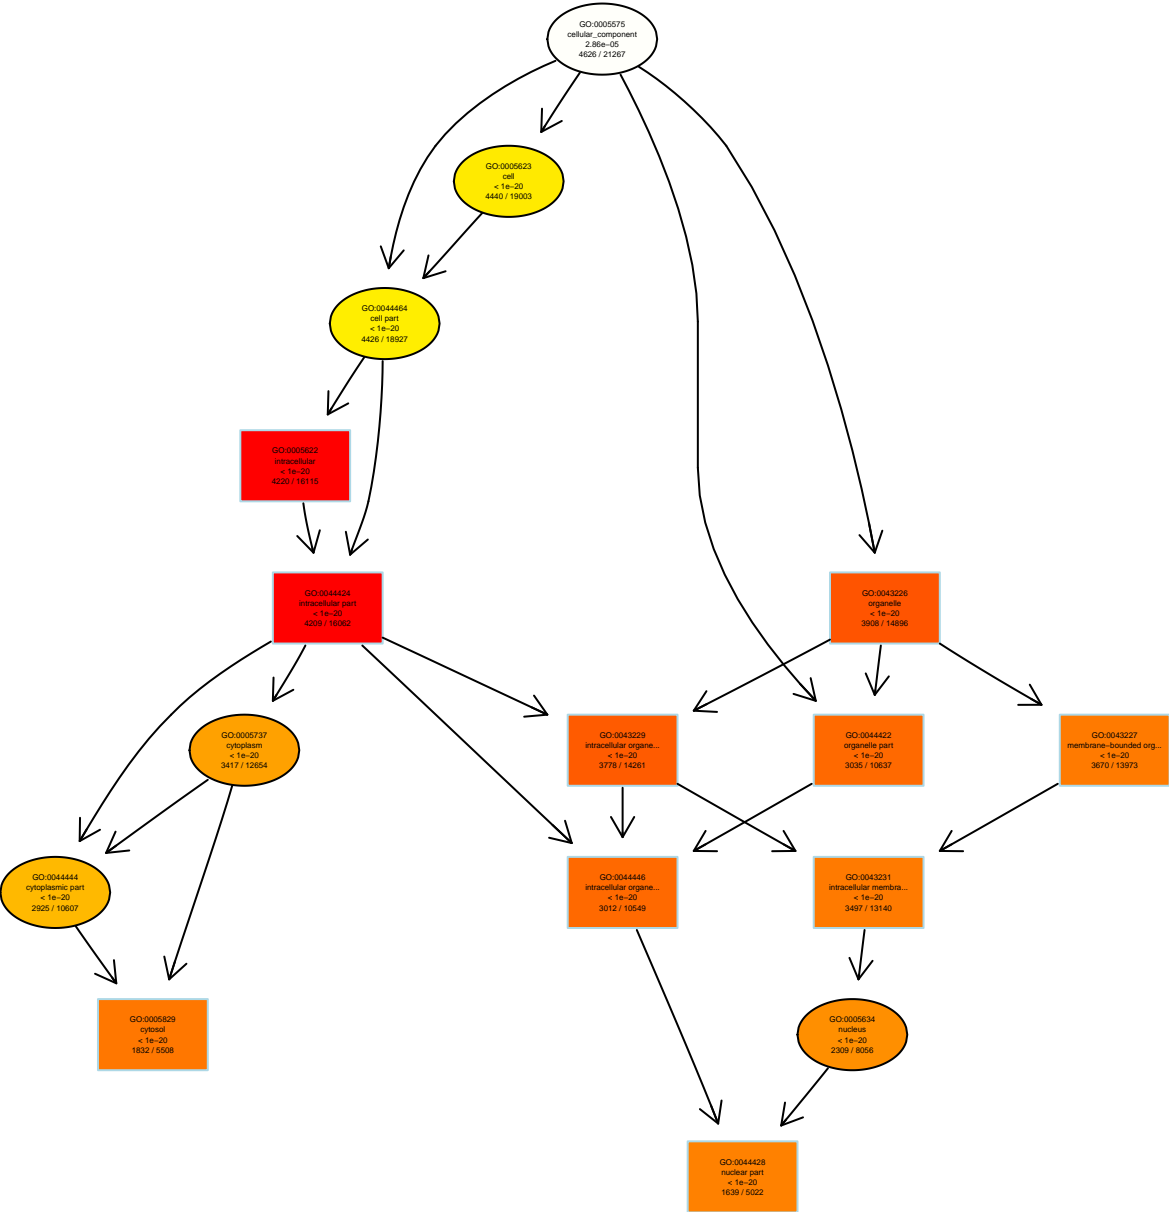 GO:0005575
cellular_component
2.86e−05
4626 / 21267
GO:0005623
cell
< 1e−20
4440 / 19003
GO:0044464
cell part
< 1e−20
4426 / 18927
GO:0005622
intracellular
< 1e−20
4220 / 16115
GO:0044424
intracellular part
< 1e−20
4209 / 16062
GO:0043226
organelle
< 1e−20
3908 / 14896
GO:0005737
cytoplasm
< 1e−20
3417 / 12654
GO:0043229
intracellular organe...
< 1e−20
3778 / 14261
GO:0044422
organelle part
< 1e−20
3035 / 10637
GO:0043227
membrane−bounded org...
< 1e−20
3670 / 13973
GO:0044444
cytoplasmic part
< 1e−20
2925 / 10607
GO:0044446
intracellular organe...
< 1e−20
3012 / 10549
GO:0043231
intracellular membra...
< 1e−20
3497 / 13140
GO:0005829
cytosol
< 1e−20
1832 / 5508
GO:0005634
nucleus
< 1e−20
2309 / 8056
GO:0044428
nuclear part
< 1e−20
1639 / 5022